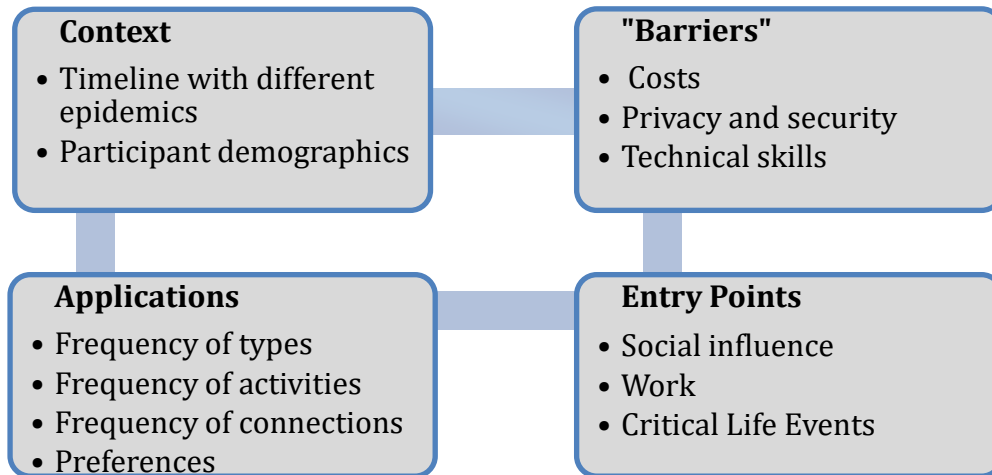 Context
• Timeline with different
epidemics
• Participant demographics
"Barriers"
• Costs
• Privacy and security
• Technical skills
Applications
• Frequency of types
• Frequency of activities
• Frequency of connections
• Preferences
Entry Points
• Social influence
• Work
• Critical Life Events